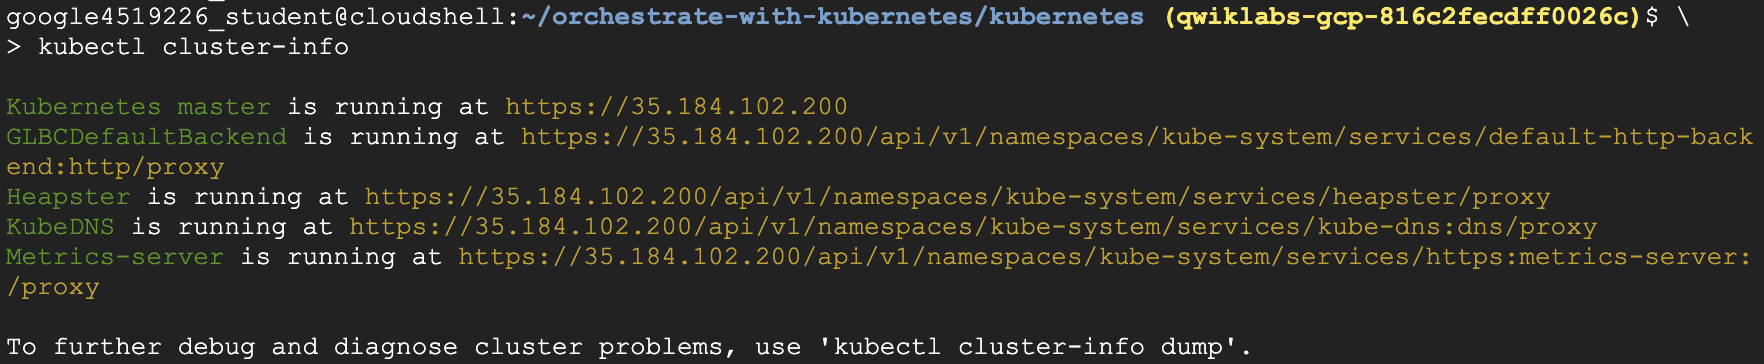 google4519226_student@cloudshell:~/orchestrate-with-kubernetes/kubernetes (qwiklabs-gcp-816c2fecdff0026c)$ \
> kubectl cluster-info
Kubernetes master is running at https://35.184.102.200
GLBCDefaultBackend is running at https://35.184.102.200/api/v1/namespaces/kube-system/services/default-http-back
end:http/proxy
Heapster is running at https://35.184.102.200/api/v1/namespaces/kube-system/services/heapster/proxy
KubeDNS is running at https://35.184.102.200/api/v1/namespaces/kube-system/services/kube-dns:dns/proxy
Metrics-server is running at https://35.184.102.200/api/v1/namespaces/kube-system/services/https:metrics-server:
/proxy
To further debug and diagnose cluster problems, use 'kubectl cluster-info dump'.